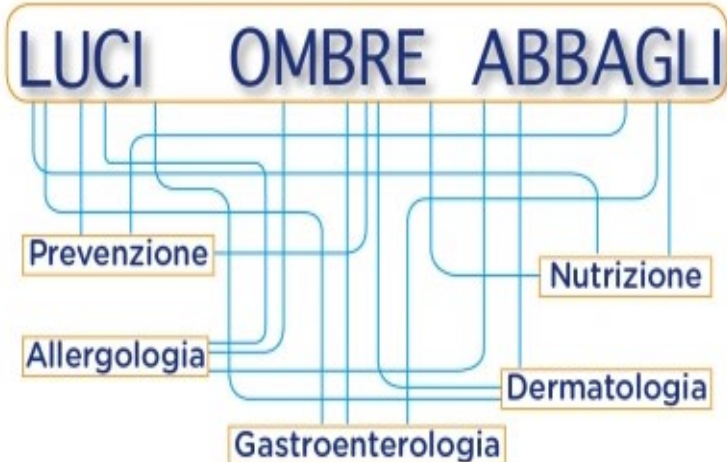 LUCI OMBRE ABBAGLI
Prevenzione
Nutrizione
Allergologia
Dermatologia
Gastroenterologia